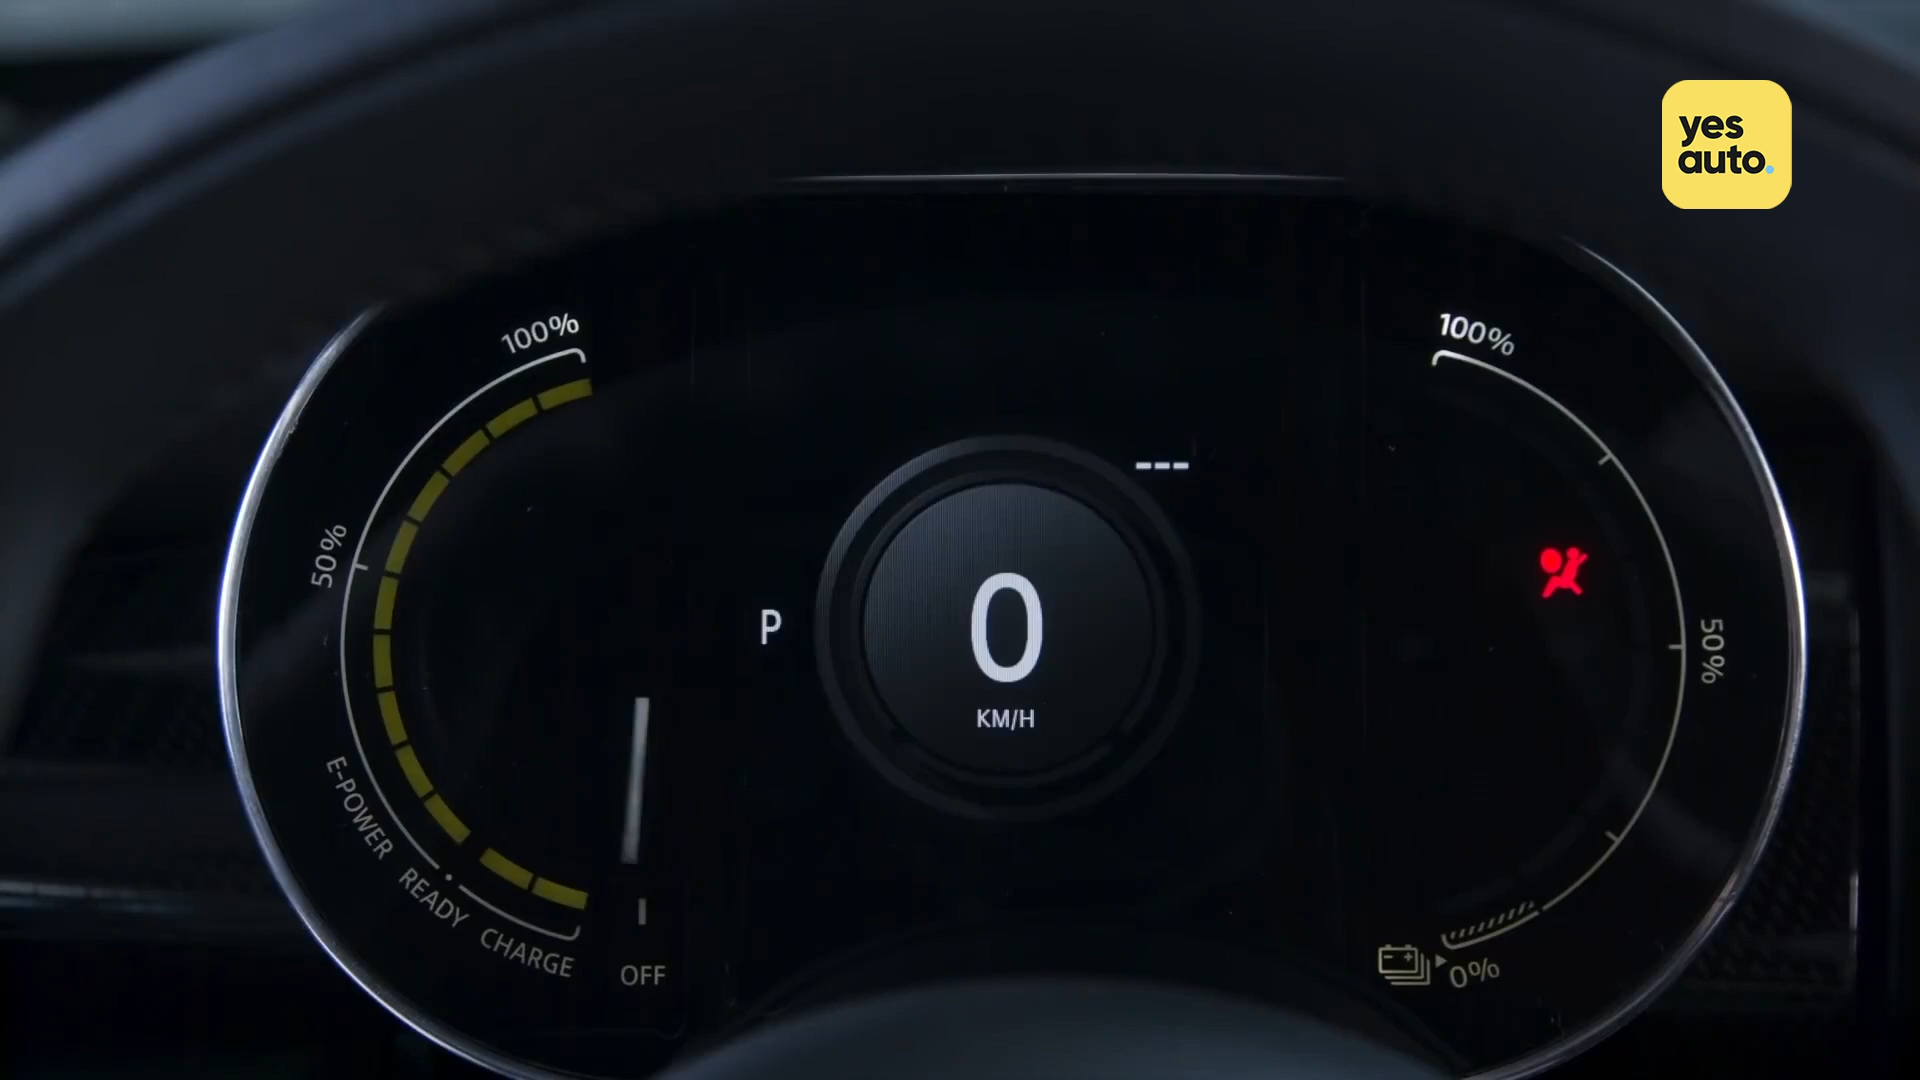 yes
auto.
100%
50%
E-POWER
READY
CHARGE
OFF
P
---
0
KM/H
100%
50%
0%